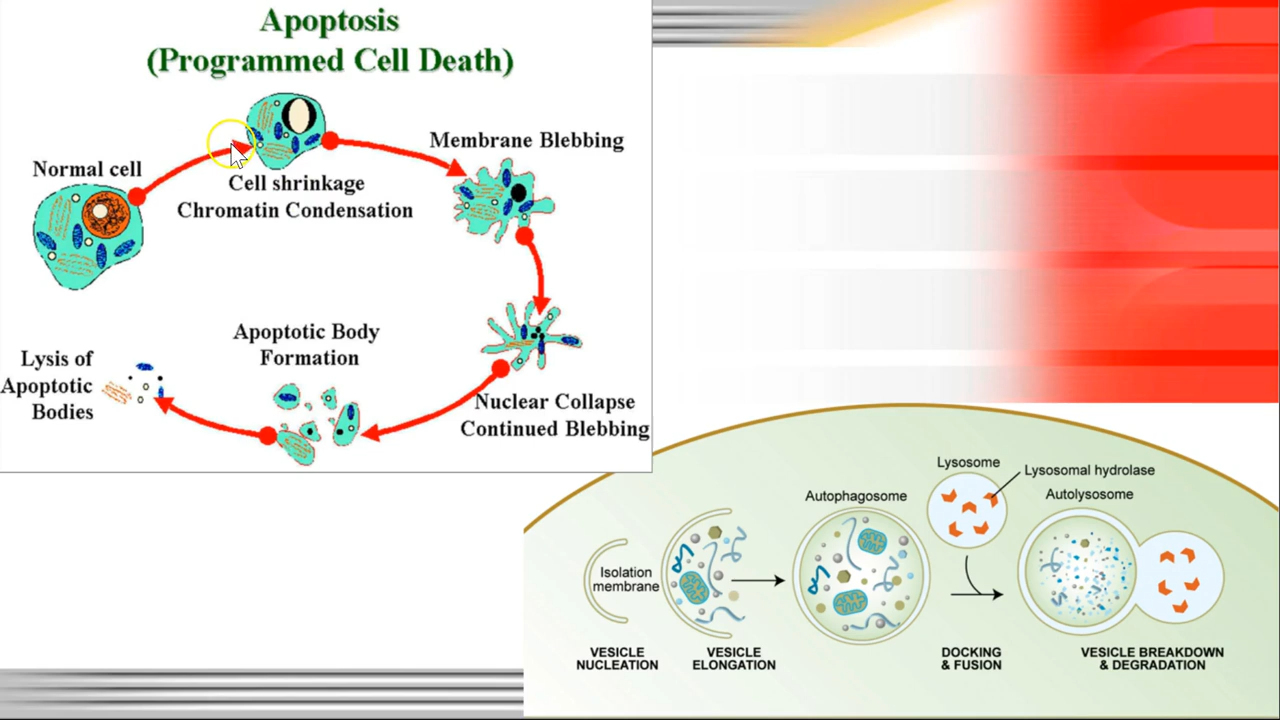 Apoptosis
(Programmed Cell Death)
Normal cell
Cell shrinkage
Chromatin Condensation
Membrane Blebbing
Nuclear Collapse
Continued Blebbing
Apoptotic Body
Formation
Lysis of
Apoptotic
Bodies
Isolation
membrane
Autophagosome
Lysosome
Lysosomal hydrolase
Autolysosome
VESICLE
NUCLEATION
VESICLE
ELONGATION
DOCKING
& FUSION
VESICLE BREAKDOWN
& DEGRADATION